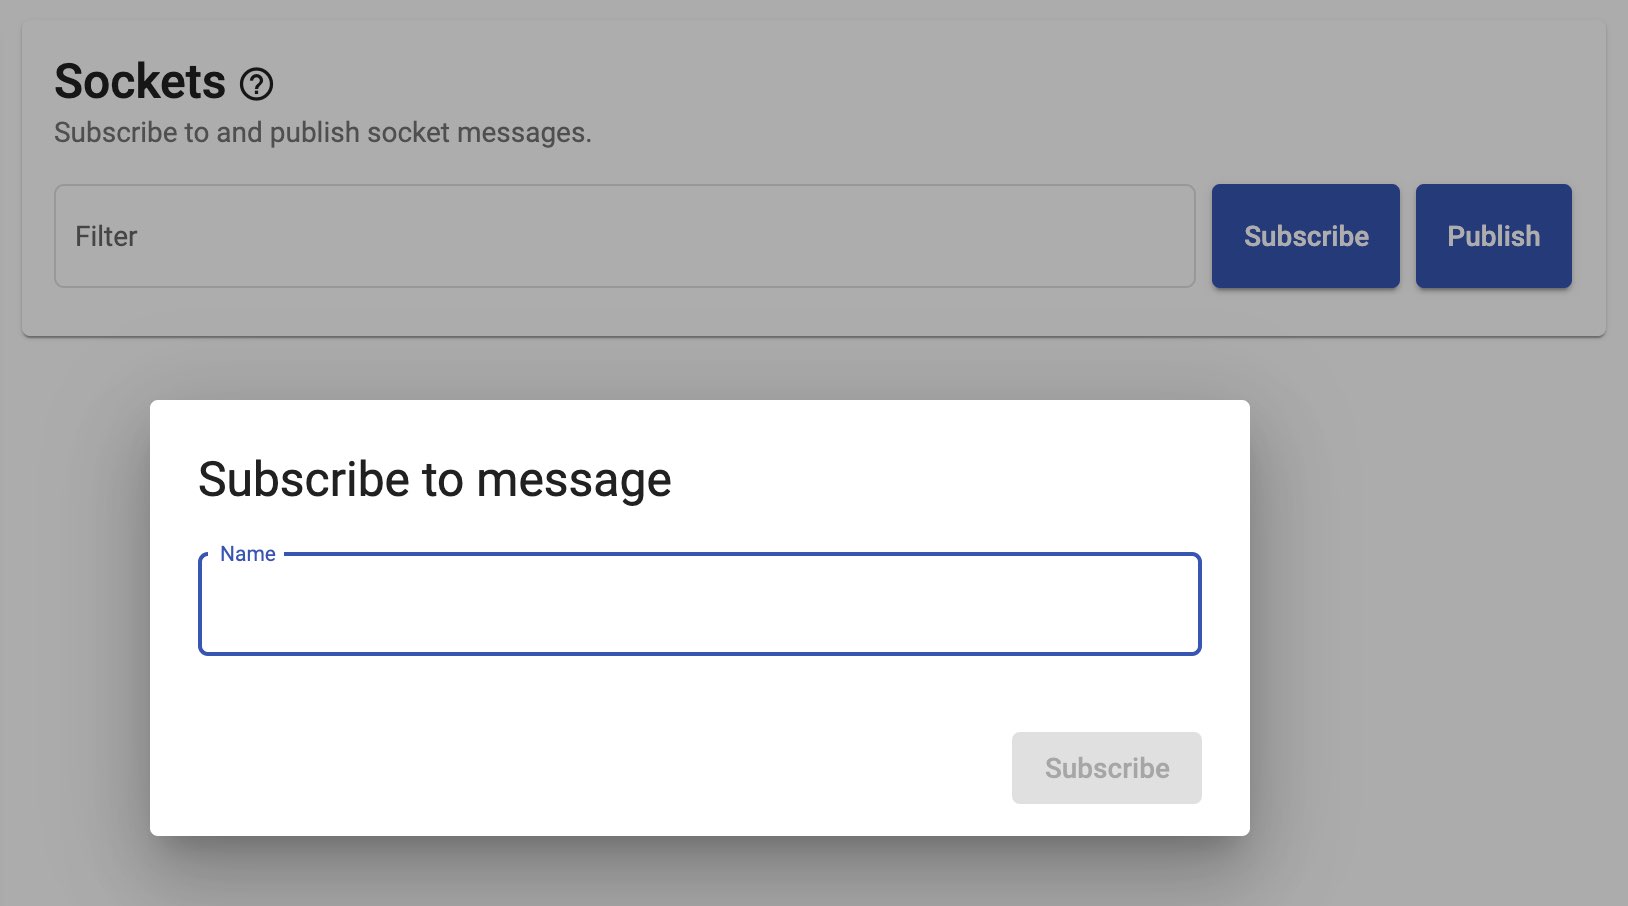 Sockets
Subscribe to and publish socket messages.
Filter
Subscribe
Publish
Subscribe to message
Name
Subscribe